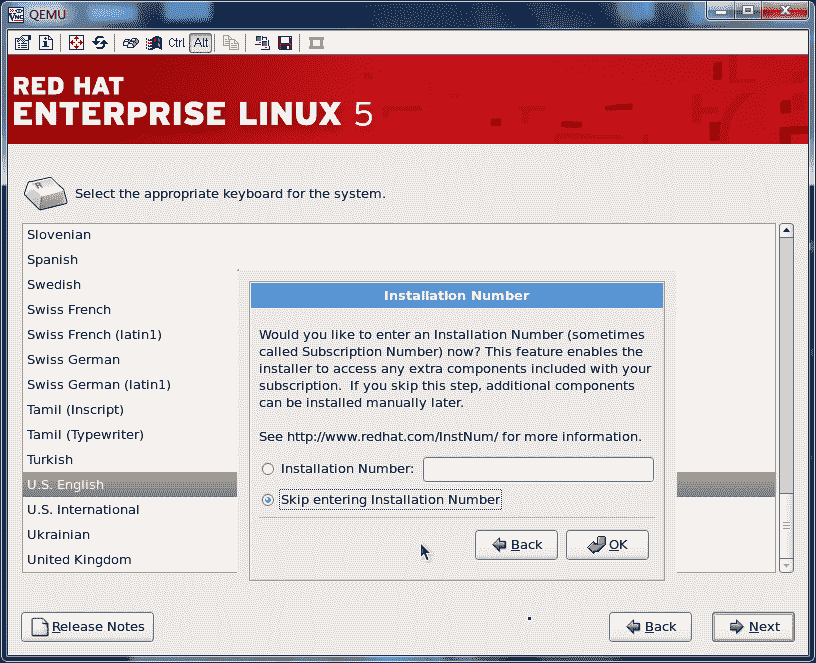 QEMU
Ctrl Alt
RED HAT
ENTERPRISE LINUX 5
Select the appropriate keyboard for the system.
Slovenian
Spanish
Swedish
Swiss French
Swiss French (latin1)
Swiss German
Swiss German (latin1)
Tamil (Inscript)
Tamil (Typewriter)
Turkish
U.S. English
U.S. International
Ukrainian
United Kingdom
Installation Number
Would you like to enter an Installation Number (sometimes
called Subscription Number) now? This feature enables the
installer to access any extra components included with your
subscription.  If you skip this step, additional components
can be installed manually later.
See http://www.redhat.com/InstNum/ for more information.
Installation Number:
Skip entering Installation Number
Back OK
Release Notes Back Next